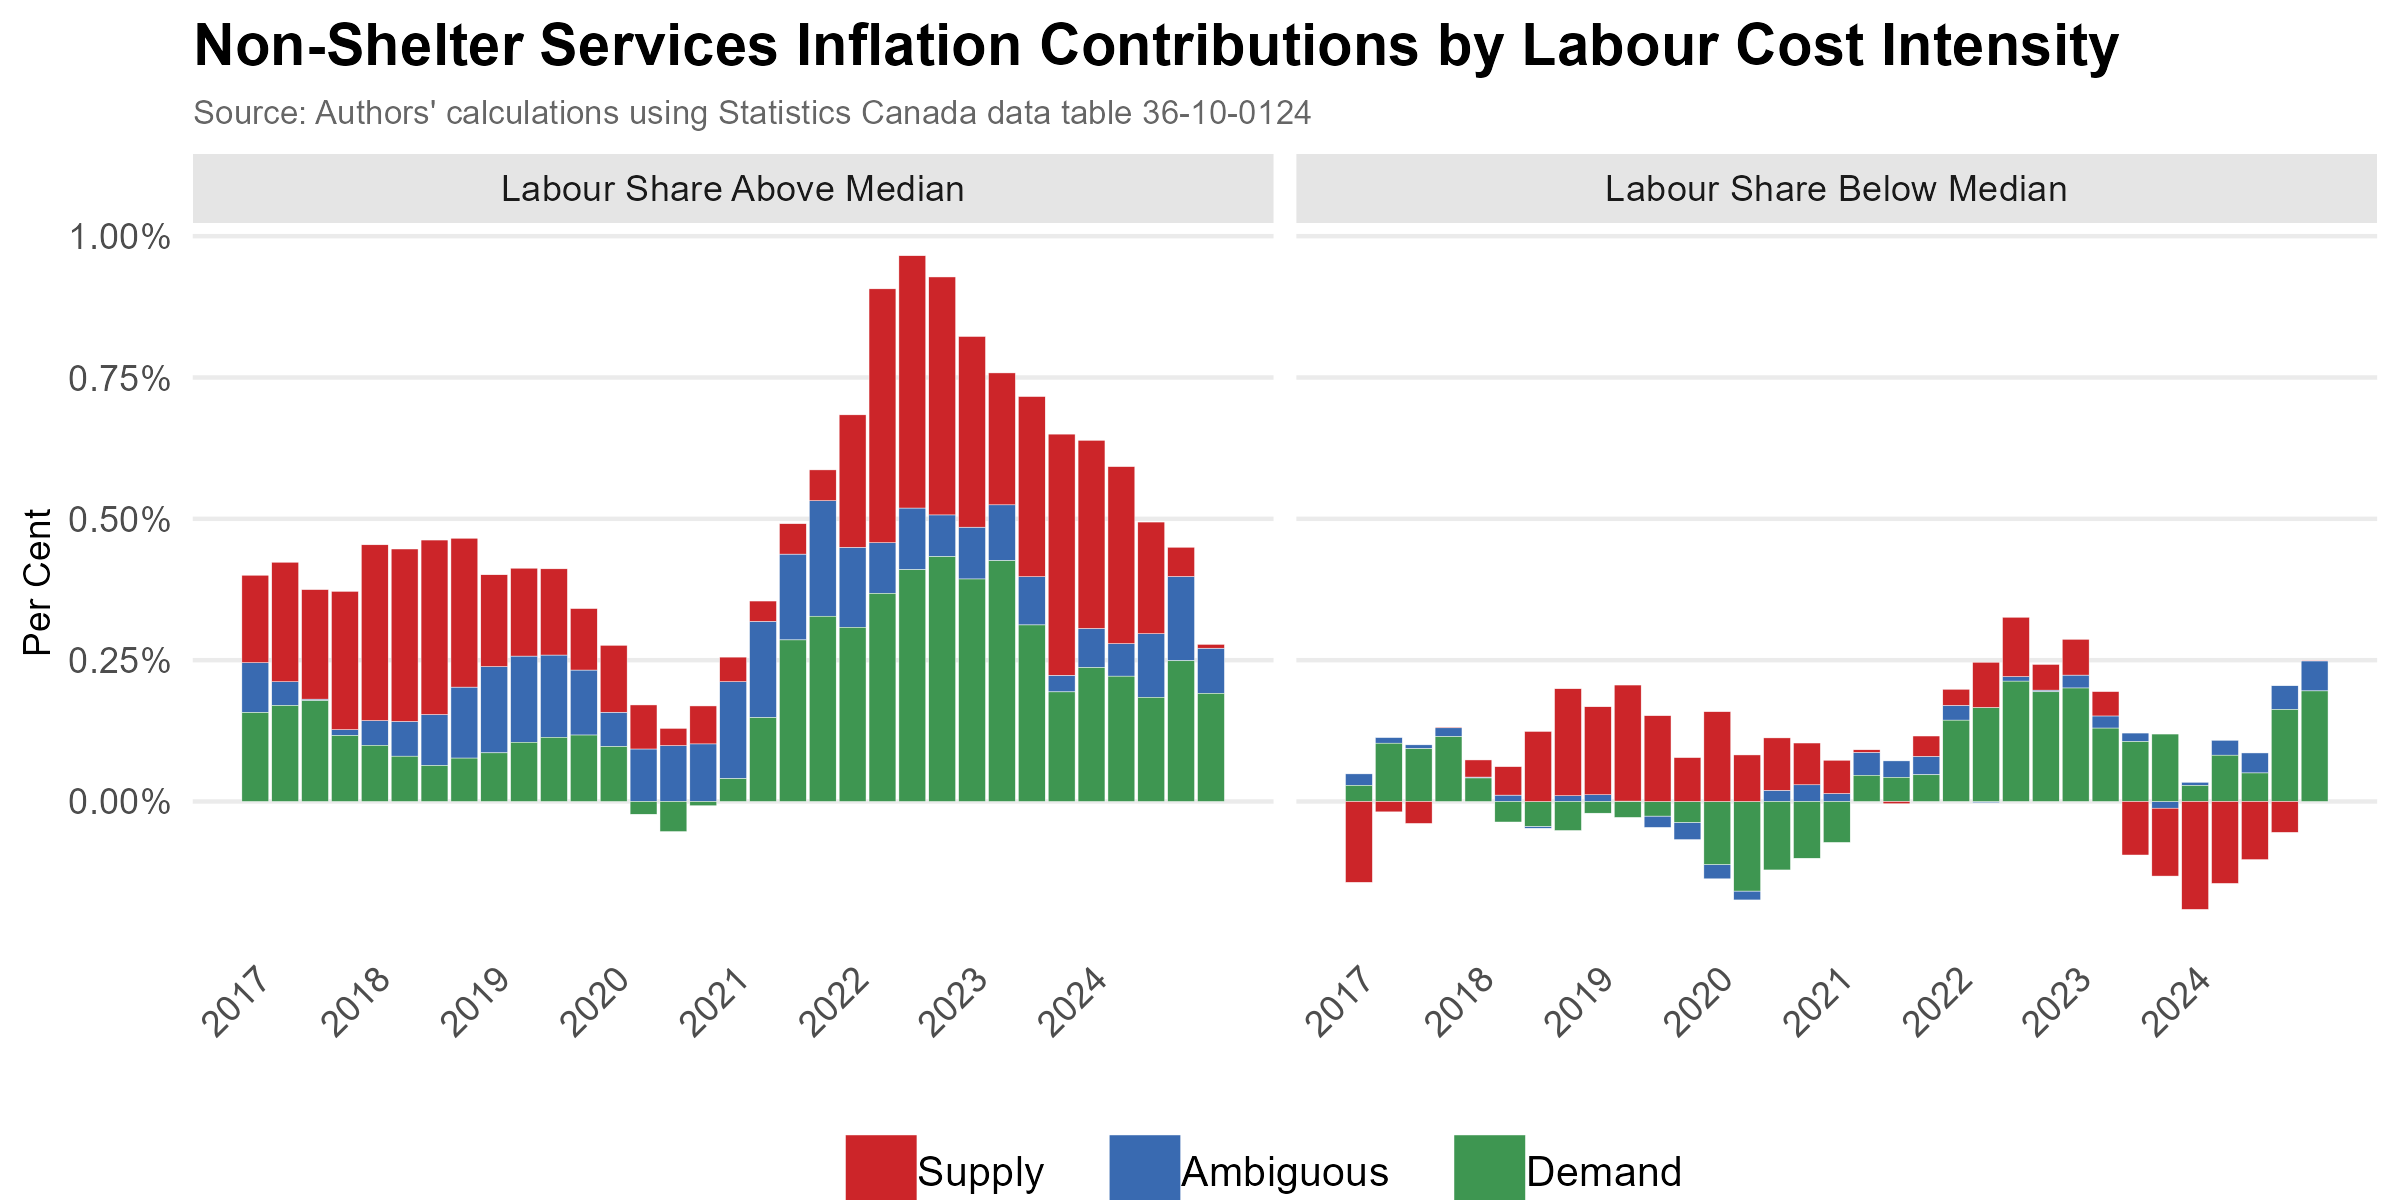 Non-Shelter Services Inflation Contributions by Labour Cost Intensity
Source: Authors' calculations using Statistics Canada data table 36-10-0124
Labour Share Above Median
Labour Share Below Median
Per Cent
1.00%
0.75%
0.50%
0.25%
0.00%
2017 2018 2019 2020 2021 2022 2023 2024
2017 2018 2019 2020 2021 2022 2023 2024
Supply Ambiguous Demand